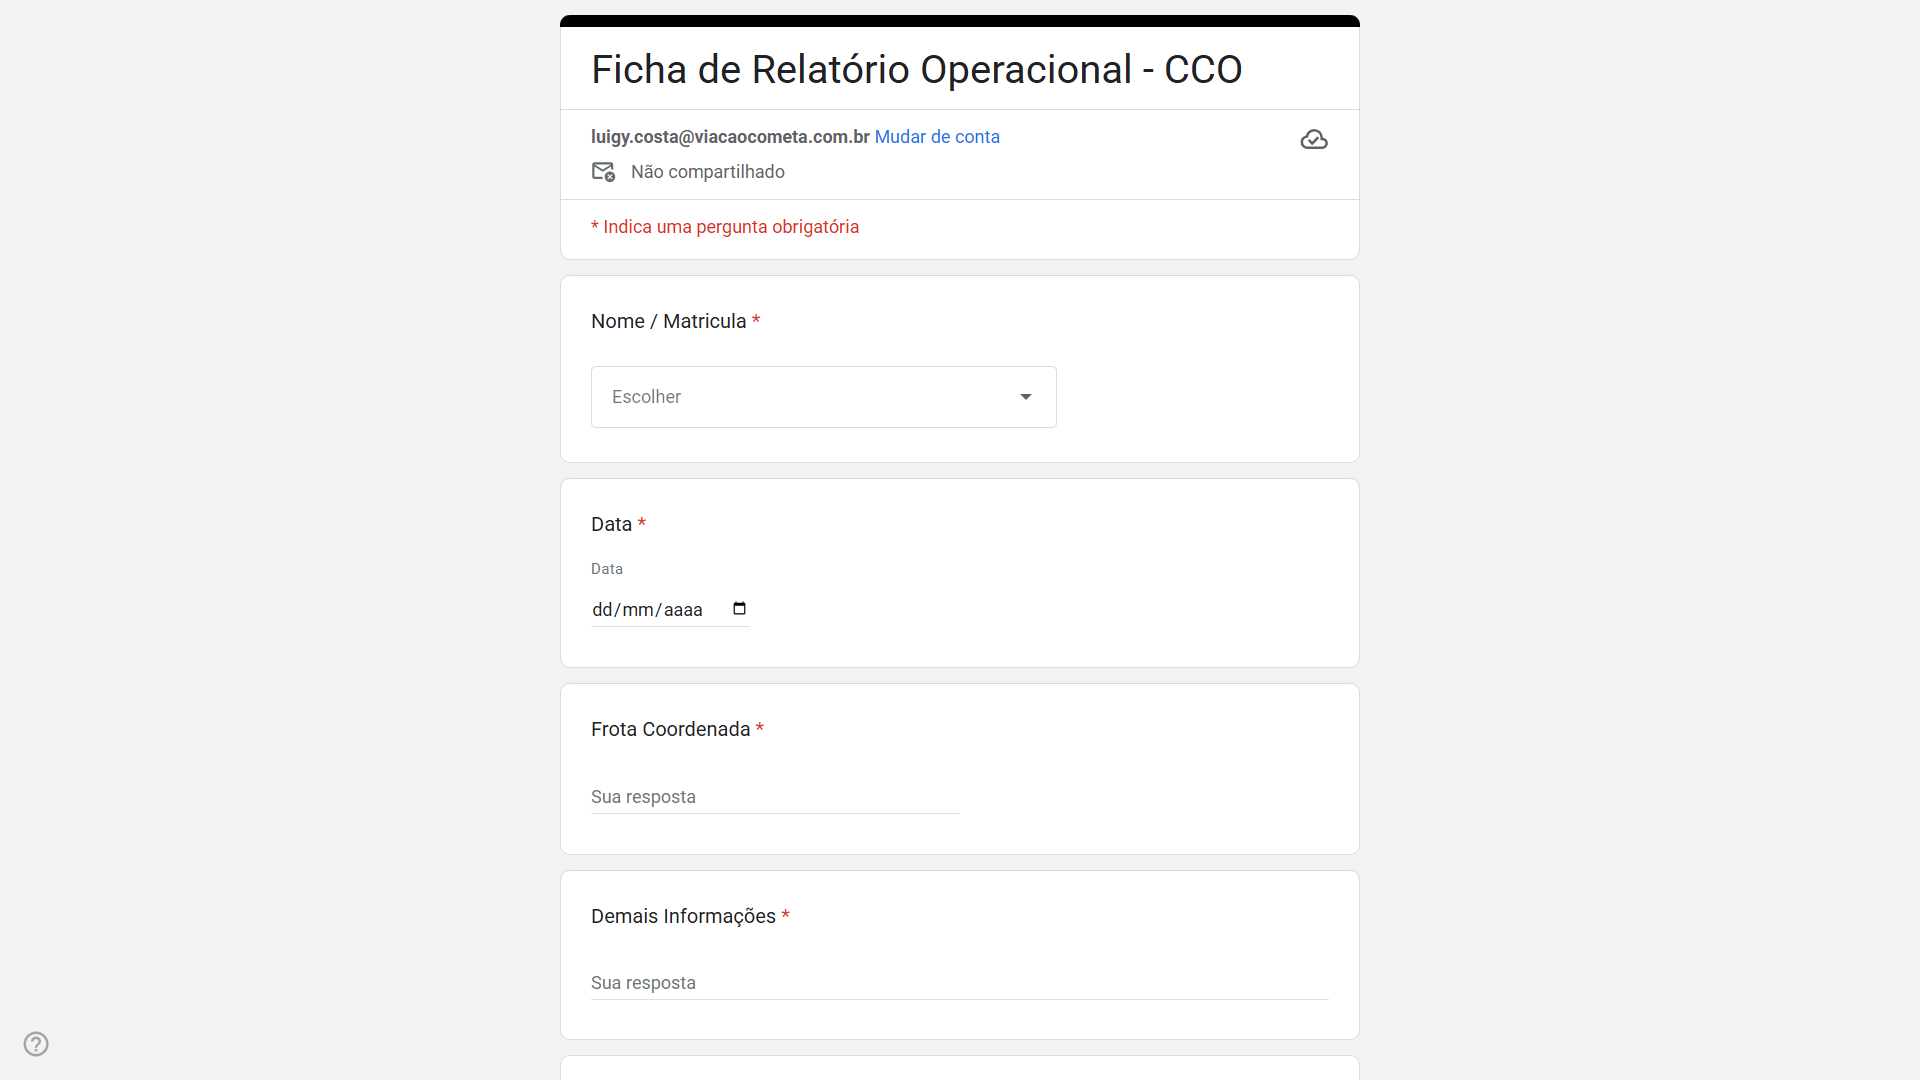 Ficha de Relatório Operacional - CCO
luigy.costa@viacaocometa.com.br Mudar de conta
Não compartilhado
* Indica uma pergunta obrigatória
Nome / Matricula *
Escolher
Data *
Data
dd/mm/aaaa
Frota Coordenada *
Sua resposta
Demais Informações *
Sua resposta